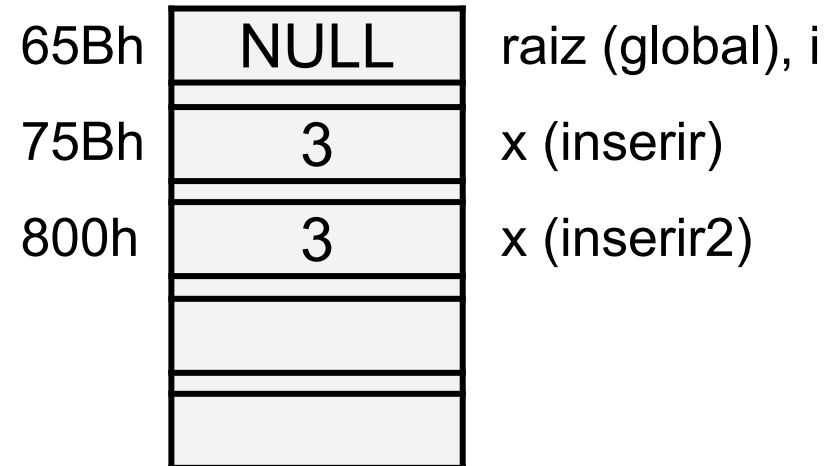 65Bh NULL raiz (global), i
75Bh 3 x (inserir)
800h 3 x (inserir2)